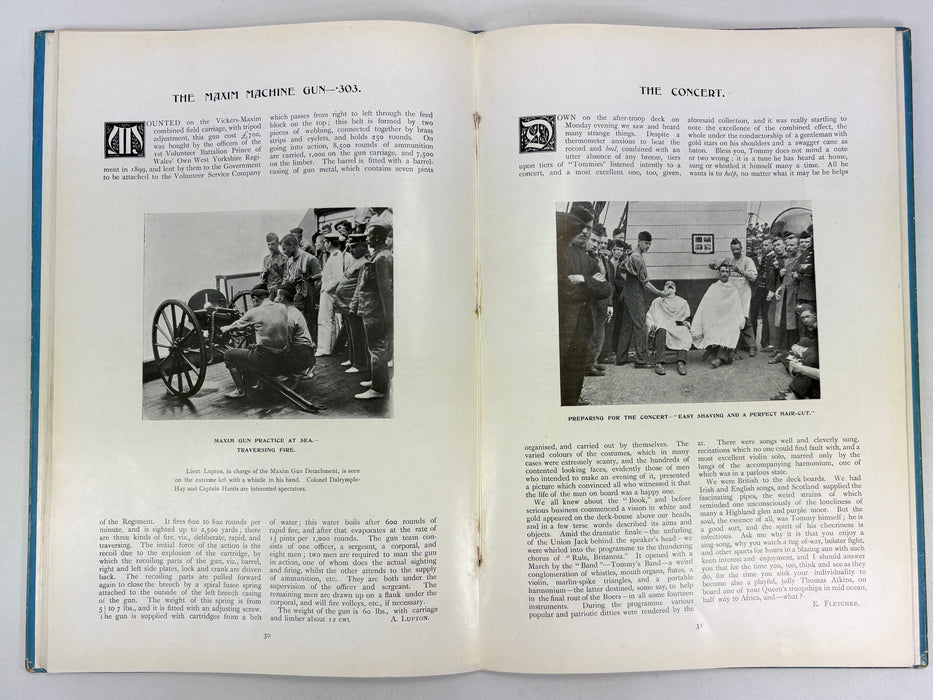 THE MAXIM MACHINE GUN—·303.
MOUNTED on the Vickers-Maxim
combined field carriage, with tripod
adjustment, this gun cost £700,
was bought by the officers of the
1st Volunteer Battalion Prince of
Wales' Own West Yorkshire Regi-
ment in 1899, and lent by them to the Government
to be attached to the Volunteer Service Company
which passes from right to left through the feed
block on the top; this belt is formed by two
pieces of webbing, connected together by brass
strips and eyelets, and holds 250 rounds. On
going into action, 8,500 rounds of ammunition
are carried, 1,000 on the gun carriage, and 7,500
on the limber. The barrel is fitted with a barrel-
casing of gun metal, which contains seven pints
MAXIM GUN PRACTICE AT SEA.—
TRAVERSING FIRE.
Lieut. Lupton, in charge of the Maxim Gun Detachment, is seen
on the extreme left with a whistle in his hand. Colonel Dalrymple-
Hay and Captain Harris are interested spectators.
of the Regiment. It fires 600 to 800 rounds per
minute, and is sighted up to 2,500 yards; there
are three kinds of fire, viz., deliberate, rapid, and
traversing. The initial force of the action is the
recoil due to the explosion of the cartridge, by
which the recoiling parts of the gun, viz., barrel,
right and left side plates, lock and crank are driven
back. The recoiling parts are pulled forward
again to close the breech by a spiral fusee spring
attached to the outside of the left breech casing
of the gun. The weight of this spring is from
5½ to 7 lbs., and it is fitted with an adjusting screw.
The gun is supplied with cartridges from a belt
of water; this water boils after 600 rounds of
rapid fire, and after that evaporates at the rate of
1½ pints per 1,000 rounds. The gun team con-
sists of one officer, a sergeant, a corporal, and
eight men; two men are required to man the gun
in action, one of whom does the actual sighting
and firing, whilst the other attends to the supply
of ammunition, etc. They are both under the
supervision of the officer and sergeant. The
remaining men are drawn up on a flank under the
corporal, and will fire volleys, etc., if necessary.
The weight of the gun is 60 lbs., with carriage
and limber about 12 cwt. A. LUPTON.
30
THE CONCERT.
DOWN on the after-troop deck on
Monday evening we saw and heard
many strange things. Despite a
thermometer anxious to beat the
record and boil, combined with an
utter absence of any breeze, tiers
upon tiers of "Tommies" listened intently to a
concert, and a most excellent one, too, given,
aforesaid collection, and it was really startling to
note the excellence of the combined effect, the
whole under the conductorship of a gentleman with
gold stars on his shoulders and a swagger cane as
baton. Bless you, Tommy does not mind a note
or two wrong; it is a tune he has heard at home,
sung or whistled it himself many a time. All he
wants is to help, no matter what it may be he helps
PREPARING FOR THE CONCERT—"EASY SHAVING AND A PERFECT HAIR-CUT."
organised, and carried out by themselves. The
varied colours of the costumes, which in many
cases were extremely scanty, and the hundreds of
contented looking faces, evidently those of men
who intended to make an evening of it, presented
a picture which convinced all who witnessed it that
the life of the men on board was a happy one.
We all knew about the "Book," and before
serious business commenced a vision in white and
gold appeared on the deck-house above our heads,
and in a few terse words described its aims and
objects. Amid the dramatic finale—the unfurling
of the Union Jack behind the speaker's head—we
were whirled into the programme to the thundering
chorus of "Rule, Britannia." It opened with a
March by the "Band"—Tommy's Band—a weird
conglomeration of whistles, mouth organs, flutes, a
violin, marlin-spike triangles, and a portable
harmonium—the latter destined, some say, to help
in the final rout of the Boers—in all some fourteen
instruments. During the programme various
popular and patriotic ditties were rendered by the
at. There were songs well and cleverly sung,
recitations which no one could find fault with, and a
most excellent violin solo, marred only by the
lungs of the accompanying harmonium, one of
which was in a parlous state.
We were British to the deck boards. We had
Irish and English songs, and Scotland supplied the
fascinating pipes, the weird strains of which
reminded one unconsciously of the loneliness of
many a Highland glen and purple moor. But the
soul, the essence of all, was Tommy himself; he is
a good sort, and the spirit of his cheeriness is
infectious. Ask me why it is that you enjoy a
sing-song, why you watch a tug-of-war, bolster fight,
and other sports for hours in a blazing sun with such
keen interest and enjoyment, and I should answer
you that for the time you, too, think and see as they
do, for the time you sink your individuality to
become also a playful, jolly Thomas Atkins, on
board one of your Queen's troopships in mid ocean,
half way to Africa, and—what?
E. FLETCHER.
31